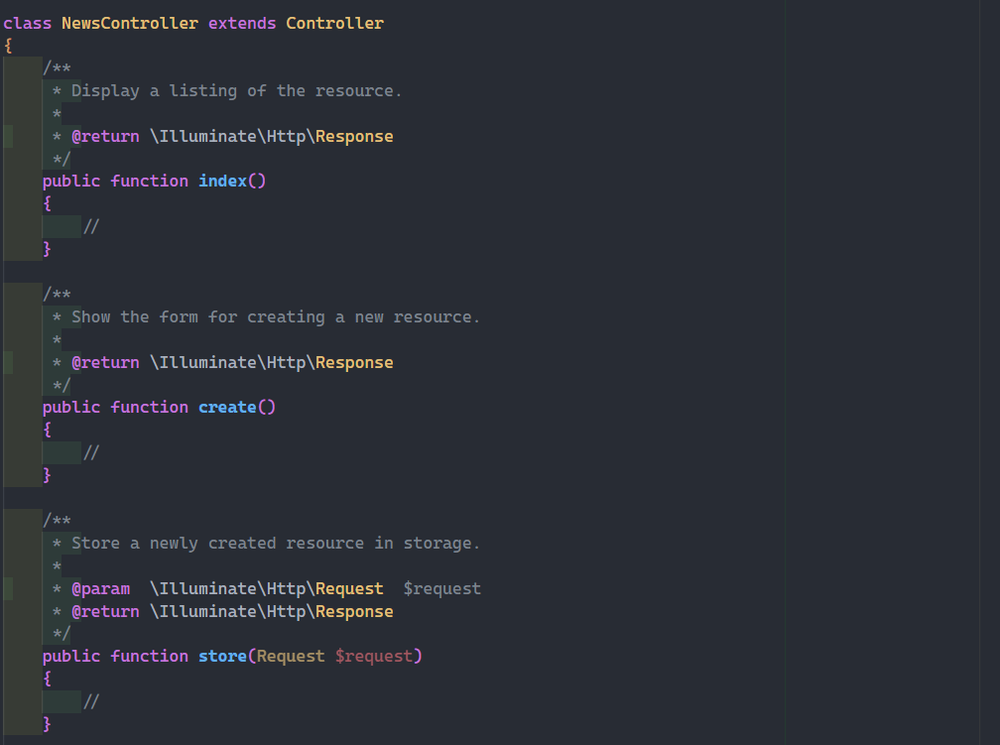 class NewsController extends Controller
{
    /**
     * Display a listing of the resource.
     *
     * @return \Illuminate\Http\Response
     */
    public function index()
    {
        //
    }

    /**
     * Show the form for creating a new resource.
     *
     * @return \Illuminate\Http\Response
     */
    public function create()
    {
        //
    }

    /**
     * Store a newly created resource in storage.
     *
     * @param  \Illuminate\Http\Request  $request
     * @return \Illuminate\Http\Response
     */
    public function store(Request $request)
    {
        //
    }